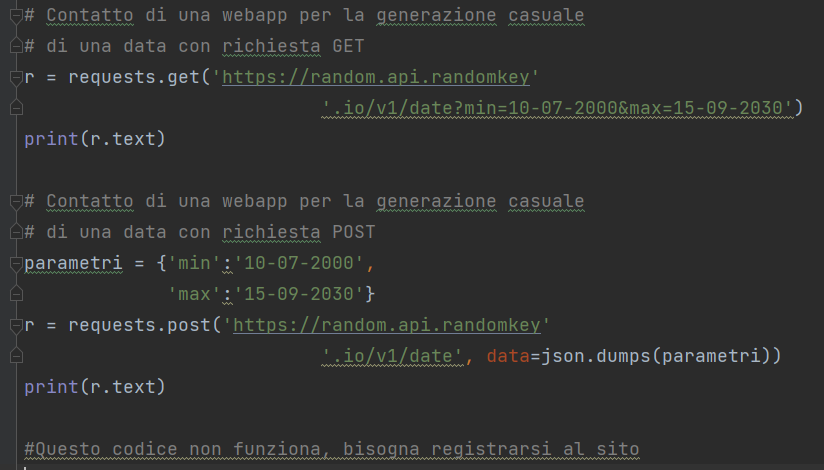 # Contatto di una webapp per la generazione casuale
# di una data con richiesta GET
r = requests.get('https://random.api.randomkey'
                           '.io/v1/date?min=10-07-2000&max=15-09-2030')
print(r.text)

# Contatto di una webapp per la generazione casuale
# di una data con richiesta POST
parametri = {'min':'10-07-2000',
             'max':'15-09-2030'}
r = requests.post('https://random.api.randomkey'
                           '.io/v1/date', data=json.dumps(parametri))
print(r.text)

#Questo codice non funziona, bisogna registrarsi al sito